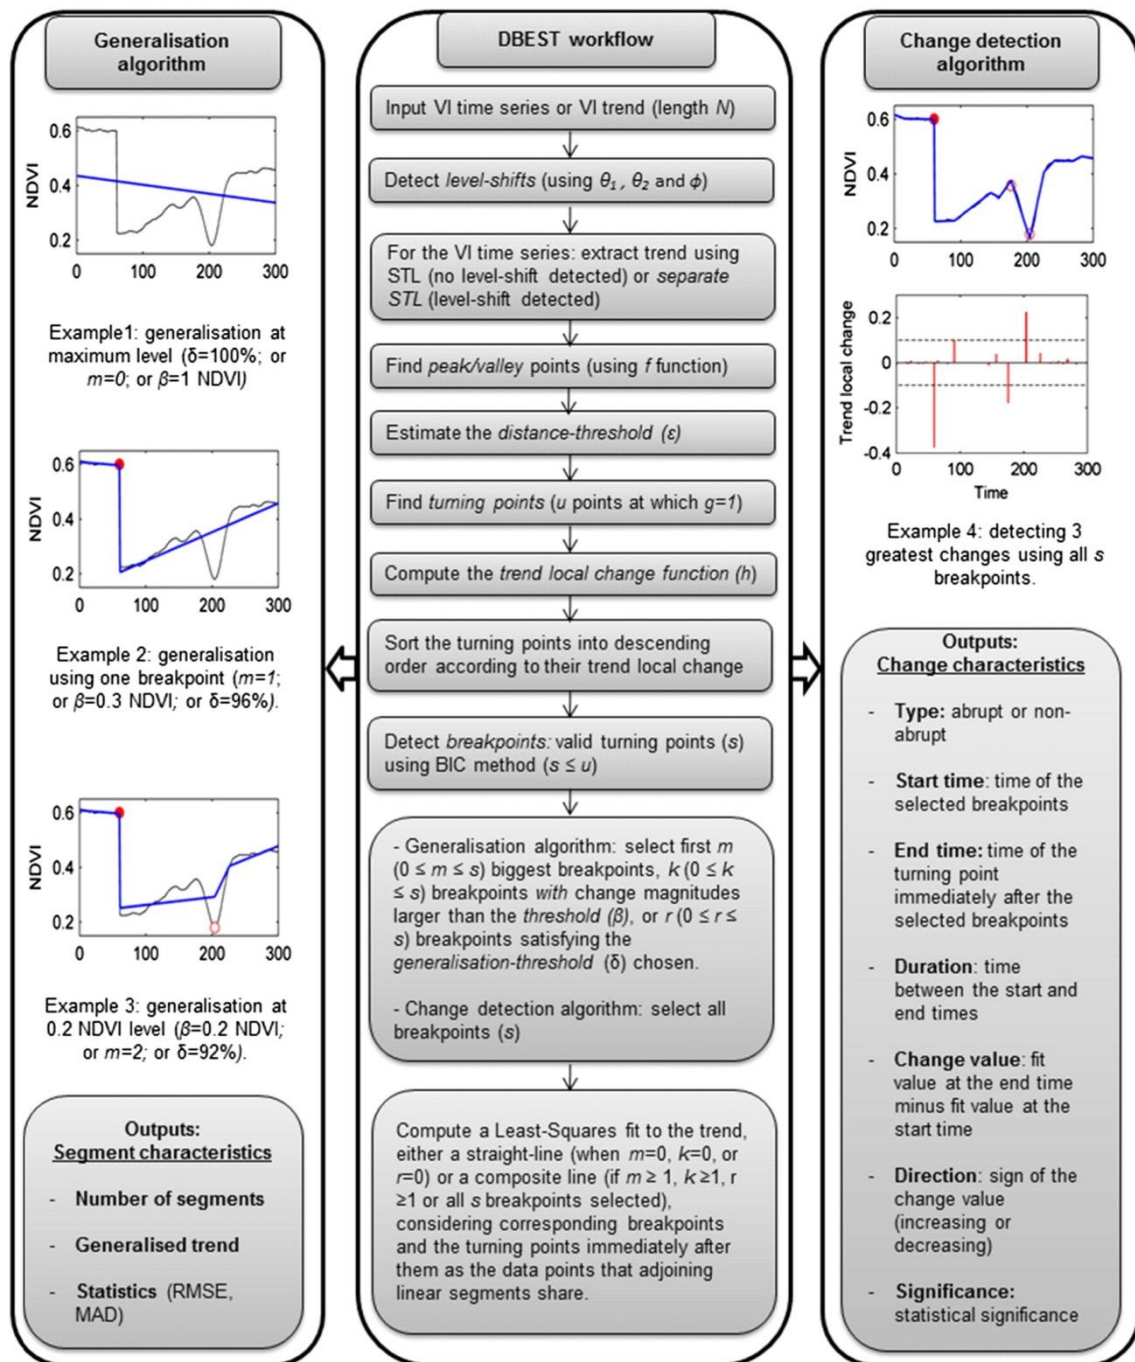 Generalisation
algorithm
0.6
0.4
0.2
NDVI
0 100 200 300
Example1: generalisation at
maximum level (δ=100%; or
m=0; or β=1 NDVI)
0.6
0.4
0.2
NDVI
0 100 200 300
Example 2: generalisation
using one breakpoint (m=1;
or β=0.3 NDVI; or δ=96%).
0.6
0.4
0.2
NDVI
0 100 200 300
Example 3: generalisation at
0.2 NDVI level (β=0.2 NDVI;
or m=2; or δ=92%).
Outputs:
Segment characteristics
- Number of segments
- Generalised trend
- Statistics (RMSE,
MAD)
DBEST workflow
Input VI time series or VI trend (length N)
Detect level-shifts (using θ1 , θ2 and ϕ)
For the VI time series: extract trend using
STL (no level-shift detected) or separate
STL (level-shift detected)
Find peak/valley points (using f function)
Estimate the distance-threshold (ε)
Find turning points (u points at which g=1)
Compute the trend local change function (h)
Sort the turning points into descending
order according to their trend local change
Detect breakpoints: valid turning points (s)
using BIC method (s ≤ u)
- Generalisation algorithm: select first m
(0 ≤ m ≤ s) biggest breakpoints, k (0 ≤ k
≤ s) breakpoints with change magnitudes
larger than the threshold (β), or r (0 ≤ r ≤
s) breakpoints satisfying the
generalisation-threshold (δ) chosen.
- Change detection algorithm: select all
breakpoints (s)
Compute a Least-Squares fit to the trend,
either a straight-line (when m=0, k=0, or
r=0) or a composite line (if m ≥ 1, k ≥1, r
≥1 or all s breakpoints selected),
considering corresponding breakpoints
and the turning points immediately after
them as the data points that adjoining
linear segments share.
Change detection
algorithm
0.6
0.4
0.2
NDVI
0 100 200 300
0.2
0
-0.2
-0.4
Trend local change
0 100 200 300
Time
Example 4: detecting 3
greatest changes using all s
breakpoints.
Outputs:
Change characteristics
- Type: abrupt or non-
abrupt
- Start time: time of the
selected breakpoints
- End time: time of the
turning point
immediately after the
selected breakpoints
- Duration: time
between the start and
end times
- Change value: fit
value at the end time
minus fit value at the
start time
- Direction: sign of the
change value
(increasing or
decreasing)
- Significance:
statistical significance